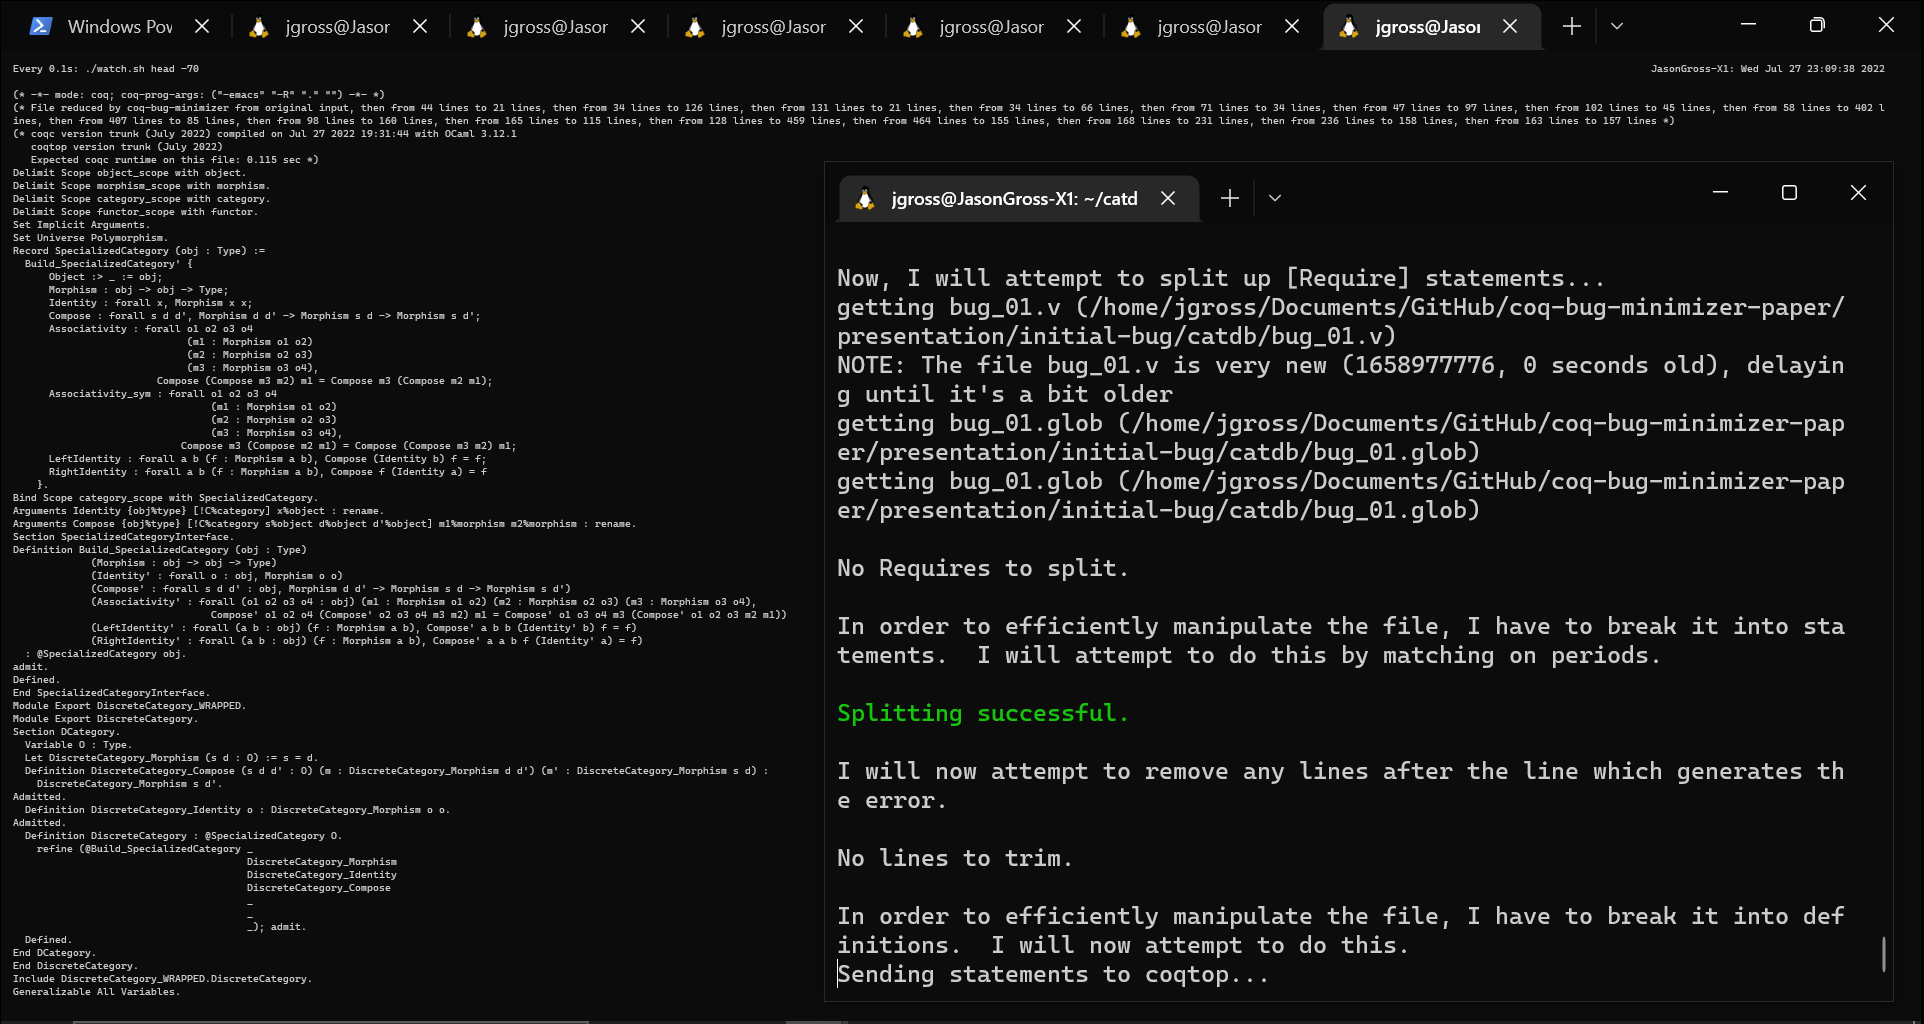 Windows Pow
jgross@Jason
jgross@Jason
jgross@Jason
jgross@Jason
jgross@Jason
jgross@Jason
Every 0.1s: ./watch.sh head -70
JasonGross-X1: Wed Jul 27 23:09:38 2022
(* -*- mode: coq; coq-prog-args: ("-emacs" "-R" "." "") -*- *)
(* File reduced by coq-bug-minimizer from original input, then from 44 lines to 21 lines, then from 34 lines to 126 lines, then from 131 lines to 21 lines, then from 34 lines to 66 lines, then from 71 lines to 34 lines, then from 47 lines to 97 lines, then from 102 lines to 45 lines, then from 58 lines to 402 l
ines, then from 407 lines to 85 lines, then from 98 lines to 160 lines, then from 165 lines to 115 lines, then from 128 lines to 459 lines, then from 464 lines to 155 lines, then from 168 lines to 231 lines, then from 236 lines to 158 lines, then from 163 lines to 157 lines *)
(* coqc version trunk (July 2022) compiled on Jul 27 2022 19:31:44 with OCaml 3.12.1
   coqtop version trunk (July 2022)
   Expected coqc runtime on this file: 0.115 sec *)
Delimit Scope object_scope with object.
Delimit Scope morphism_scope with morphism.
Delimit Scope category_scope with category.
Delimit Scope functor_scope with functor.
Set Implicit Arguments.
Set Universe Polymorphism.
Record SpecializedCategory (obj : Type) :=
  Build_SpecializedCategory' {
      Object :> _ := obj;
      Morphism : obj -> obj -> Type;
      Identity : forall x, Morphism x x;
      Compose : forall s d d', Morphism d d' -> Morphism s d -> Morphism s d';
      Associativity : forall o1 o2 o3 o4
                             (m1 : Morphism o1 o2)
                             (m2 : Morphism o2 o3)
                             (m3 : Morphism o3 o4),
                        Compose (Compose m3 m2) m1 = Compose m3 (Compose m2 m1);
      Associativity_sym : forall o1 o2 o3 o4
                                 (m1 : Morphism o1 o2)
                                 (m2 : Morphism o2 o3)
                                 (m3 : Morphism o3 o4),
                            Compose m3 (Compose m2 m1) = Compose (Compose m3 m2) m1;
      LeftIdentity : forall a b (f : Morphism a b), Compose (Identity b) f = f;
      RightIdentity : forall a b (f : Morphism a b), Compose f (Identity a) = f
    }.
Bind Scope category_scope with SpecializedCategory.
Arguments Identity {obj%type} [!C%category] x%object : rename.
Arguments Compose {obj%type} [!C%category s%object d%object d'%object] m1%morphism m2%morphism : rename.
Section SpecializedCategoryInterface.
Definition Build_SpecializedCategory (obj : Type)
             (Morphism : obj -> obj -> Type)
             (Identity' : forall o : obj, Morphism o o)
             (Compose' : forall s d d' : obj, Morphism d d' -> Morphism s d -> Morphism s d')
             (Associativity' : forall (o1 o2 o3 o4 : obj) (m1 : Morphism o1 o2) (m2 : Morphism o2 o3) (m3 : Morphism o3 o4),
                                 Compose' o1 o2 o4 (Compose' o2 o3 o4 m3 m2) m1 = Compose' o1 o3 o4 m3 (Compose' o1 o2 o3 m2 m1))
             (LeftIdentity' : forall (a b : obj) (f : Morphism a b), Compose' a b b (Identity' b) f = f)
             (RightIdentity' : forall (a b : obj) (f : Morphism a b), Compose' a a b f (Identity' a) = f)
  : @SpecializedCategory obj.
admit.
Defined.
End SpecializedCategoryInterface.
Module Export DiscreteCategory_WRAPPED.
Module Export DiscreteCategory.
Section DCategory.
  Variable O : Type.
  Let DiscreteCategory_Morphism (s d : O) := s = d.
  Definition DiscreteCategory_Compose (s d d' : O) (m : DiscreteCategory_Morphism d d') (m' : DiscreteCategory_Morphism s d) :
    DiscreteCategory_Morphism s d'.
Admitted.
  Definition DiscreteCategory_Identity o : DiscreteCategory_Morphism o o.
Admitted.
  Definition DiscreteCategory : @SpecializedCategory O.
    refine (@Build_SpecializedCategory _
                                       DiscreteCategory_Morphism
                                       DiscreteCategory_Identity
                                       DiscreteCategory_Compose
                                       _
                                       _
                                       _); admit.
  Defined.
End DCategory.
End DiscreteCategory.
Include DiscreteCategory_WRAPPED.DiscreteCategory.
Generalizable All Variables.
jgross@JasonGross-X1: ~/catd
Now, I will attempt to split up [Require] statements...
getting bug_01.v (/home/jgross/Documents/GitHub/coq-bug-minimizer-paper/
presentation/initial-bug/catdb/bug_01.v)
NOTE: The file bug_01.v is very new (1658977776, 0 seconds old), delayin
g until it's a bit older
getting bug_01.glob (/home/jgross/Documents/GitHub/coq-bug-minimizer-pap
er/presentation/initial-bug/catdb/bug_01.glob)
getting bug_01.glob (/home/jgross/Documents/GitHub/coq-bug-minimizer-pap
er/presentation/initial-bug/catdb/bug_01.glob)
No Requires to split.
In order to efficiently manipulate the file, I have to break it into sta
tements.  I will attempt to do this by matching on periods.
Splitting successful.
I will now attempt to remove any lines after the line which generates th
e error.
No lines to trim.
In order to efficiently manipulate the file, I have to break it into def
initions.  I will now attempt to do this.
Sending statements to coqtop...